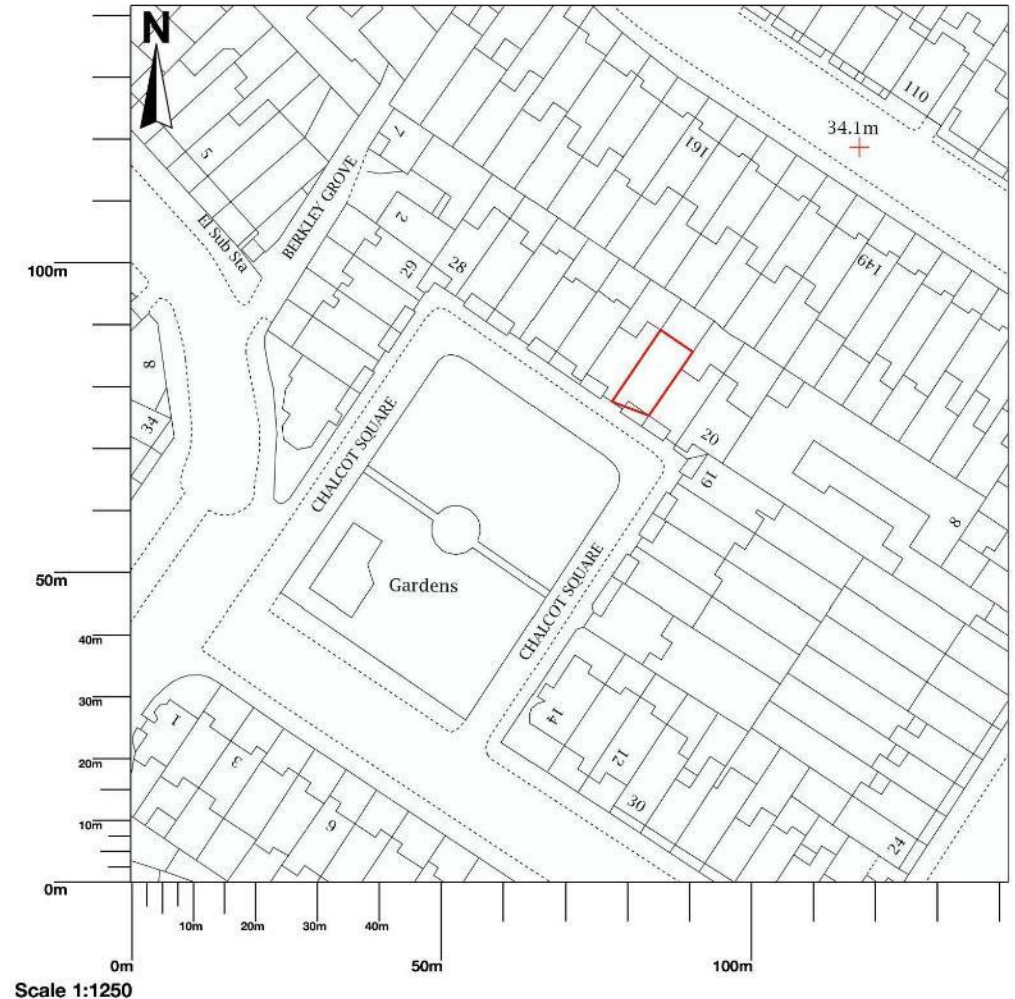 N
110
34.1m
7
161
5
BERKLEY GROVE
2
El Sub Sta
149
29
28
100m
8
34
CHALCOT SQUARE
20
19
8
50m
Gardens
CHALCOT SQUARE
40m
30m
1
14
3
12
20m
30
10m
9
24
0m
10m
20m
30m
40m
0m
50m
100m
Scale 1:1250